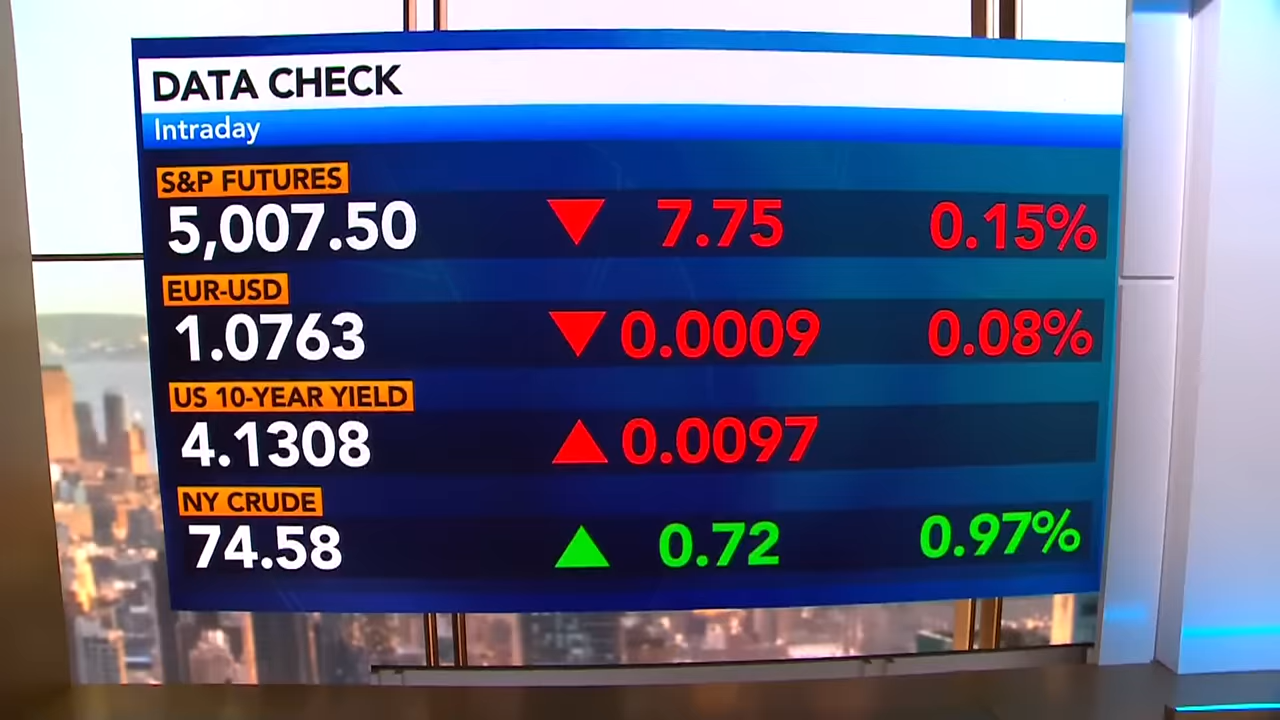 DATA CHECK
Intraday
S&P FUTURES
5,007.50 ▼ 7.75 0.15%
EUR-USD
1.0763 ▼ 0.0009 0.08%
US 10-YEAR YIELD
4.1308 ▲ 0.0097
NY CRUDE
74.58 ▲ 0.72 0.97%